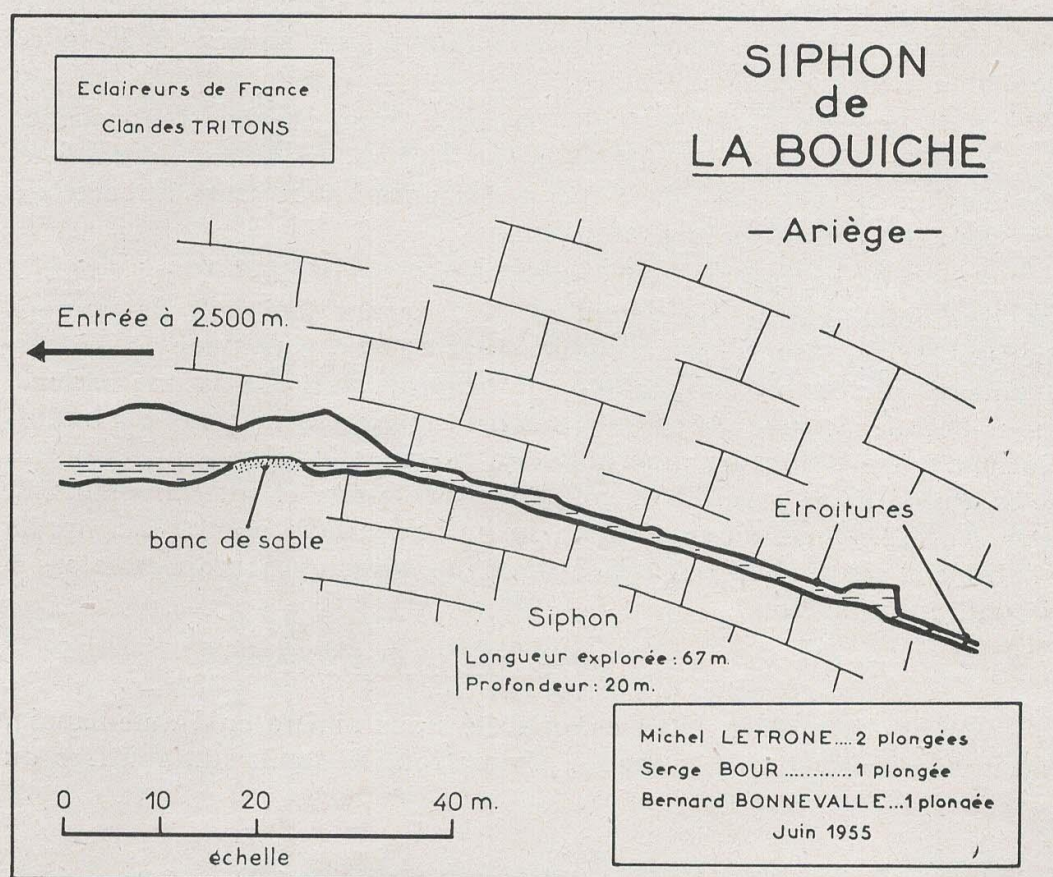 Eclaireurs de France
Clan des TRITONS
SIPHON
de
LA BOUICHE
—Ariège—
Entrée à 2.500 m.
Etroitures
banc de sable
Siphon
Longueur explorée : 67 m.
Profondeur : 20 m.
Michel LETRONE....2 plongées
Serge BOUR ...........1 plongée
Bernard BONNEVALLE...1 plongée
Juin 1955
0 10 20 40 m.
échelle